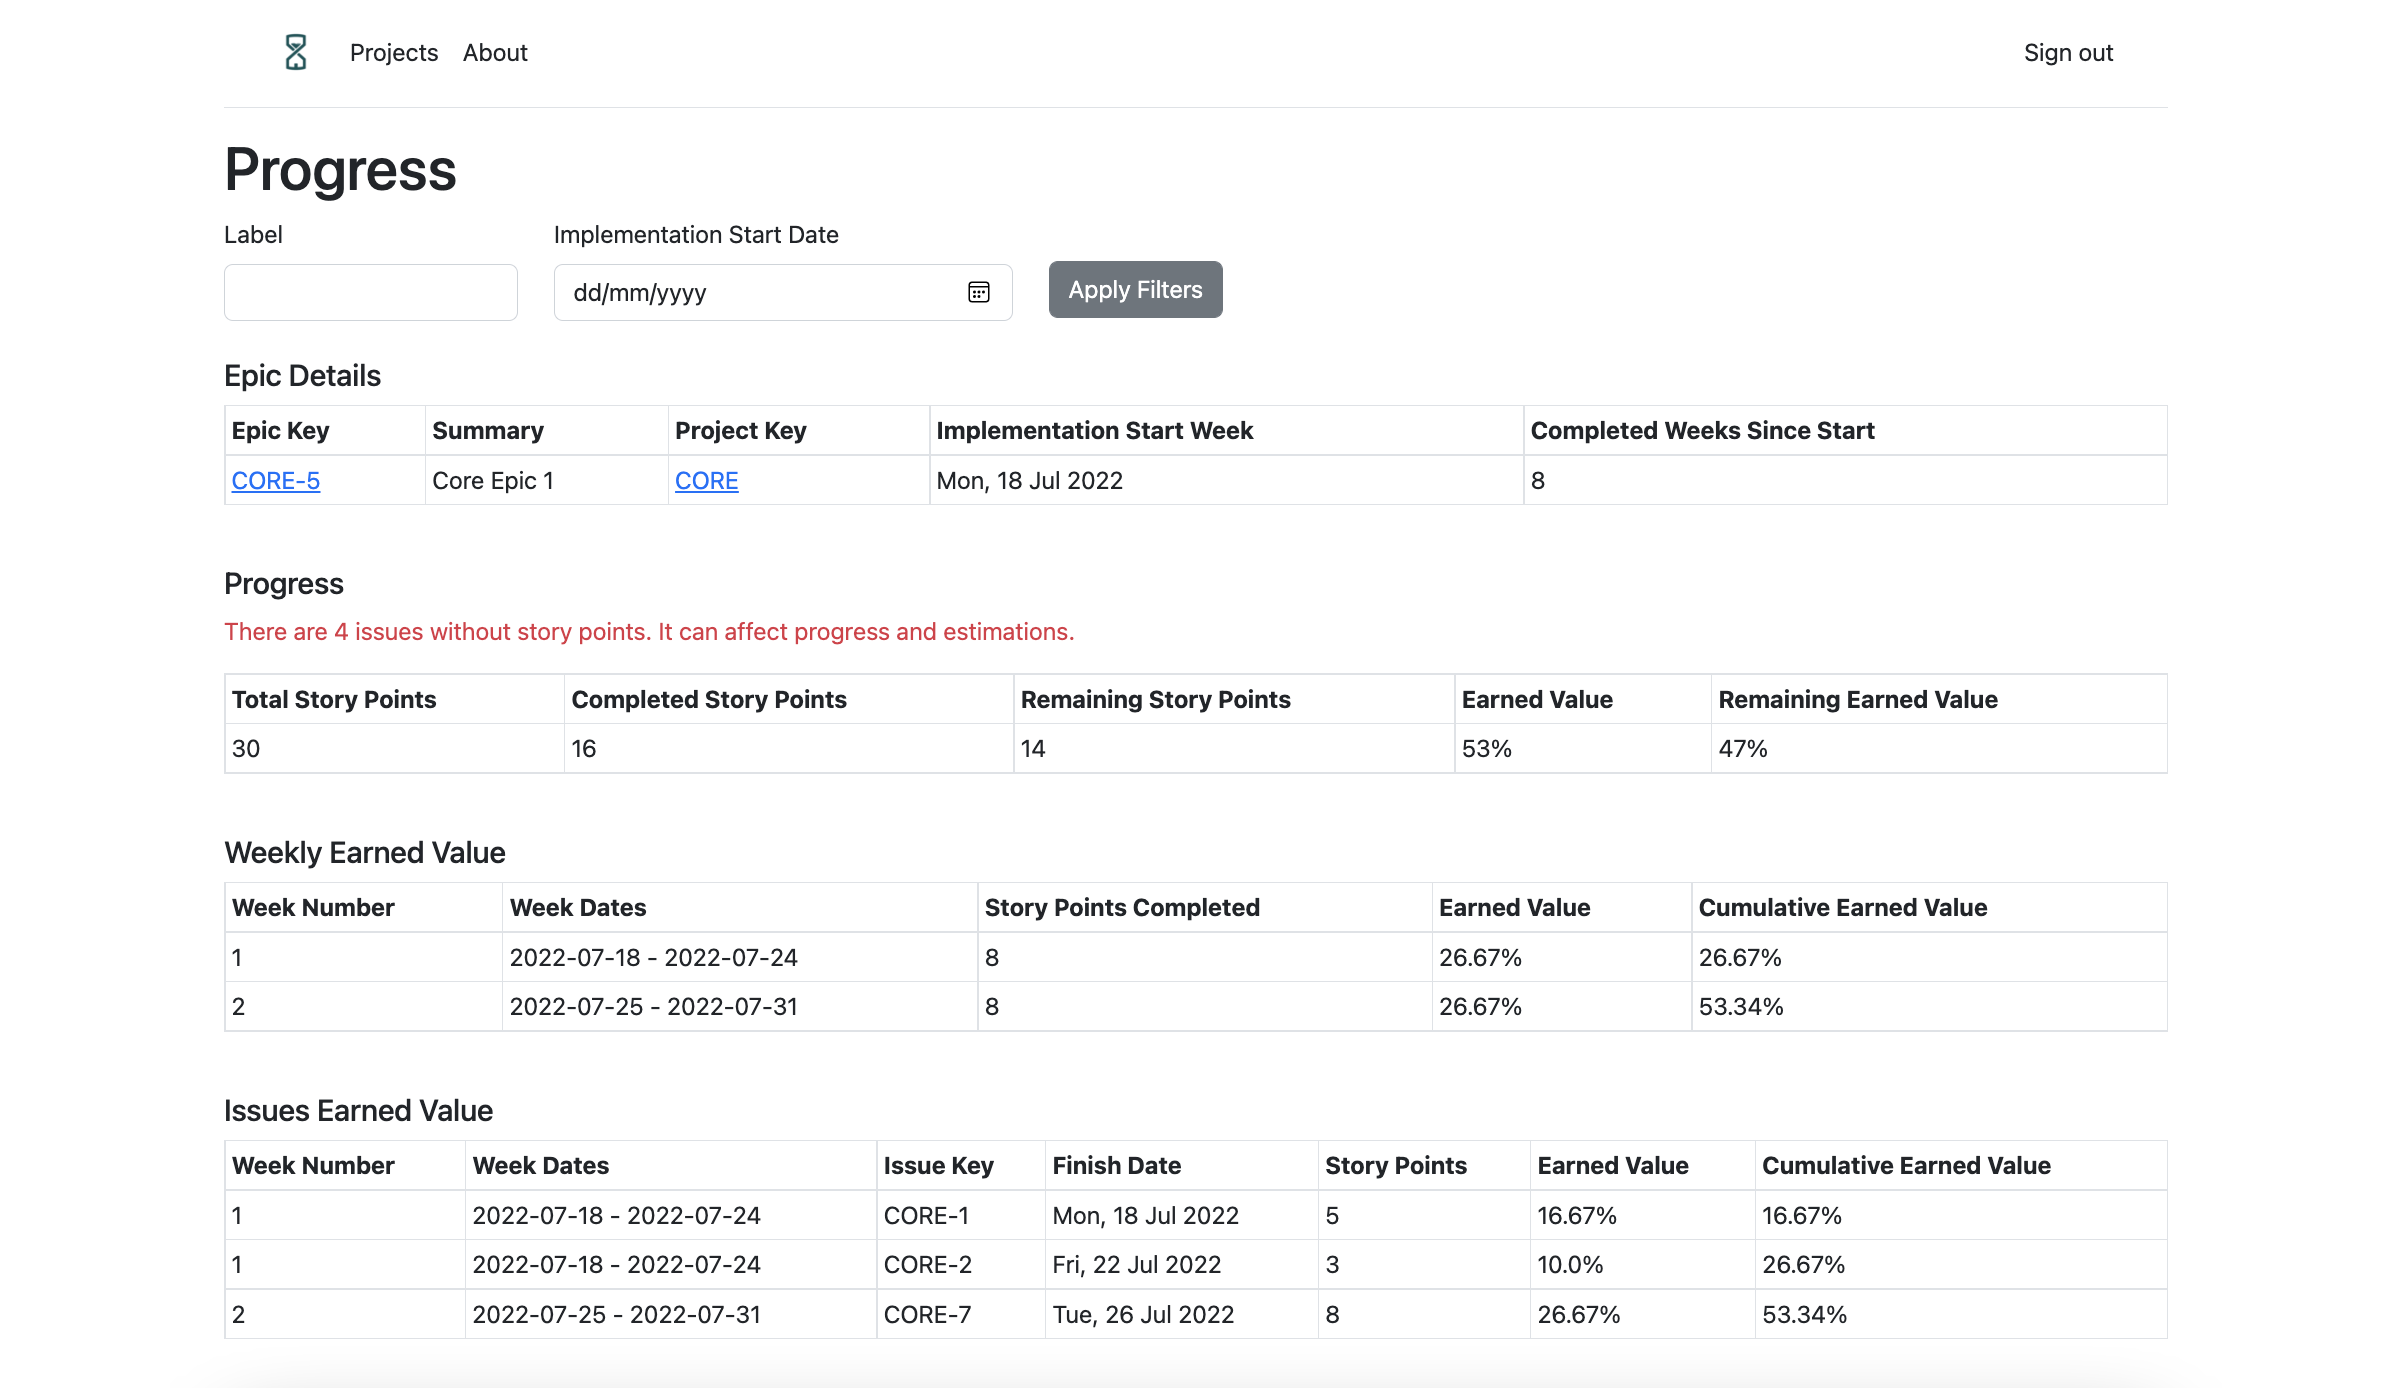 Projects About Sign out
Progress
Label Implementation Start Date
dd/mm/yyyy Apply Filters
Epic Details
Epic Key Summary Project Key Implementation Start Week Completed Weeks Since Start
CORE-5 Core Epic 1 CORE Mon, 18 Jul 2022 8
Progress
There are 4 issues without story points. It can affect progress and estimations.
Total Story Points Completed Story Points Remaining Story Points Earned Value Remaining Earned Value
30 16 14 53% 47%
Weekly Earned Value
Week Number Week Dates Story Points Completed Earned Value Cumulative Earned Value
1 2022-07-18 - 2022-07-24 8 26.67% 26.67%
2 2022-07-25 - 2022-07-31 8 26.67% 53.34%
Issues Earned Value
Week Number Week Dates Issue Key Finish Date Story Points Earned Value Cumulative Earned Value
1 2022-07-18 - 2022-07-24 CORE-1 Mon, 18 Jul 2022 5 16.67% 16.67%
1 2022-07-18 - 2022-07-24 CORE-2 Fri, 22 Jul 2022 3 10.0% 26.67%
2 2022-07-25 - 2022-07-31 CORE-7 Tue, 26 Jul 2022 8 26.67% 53.34%